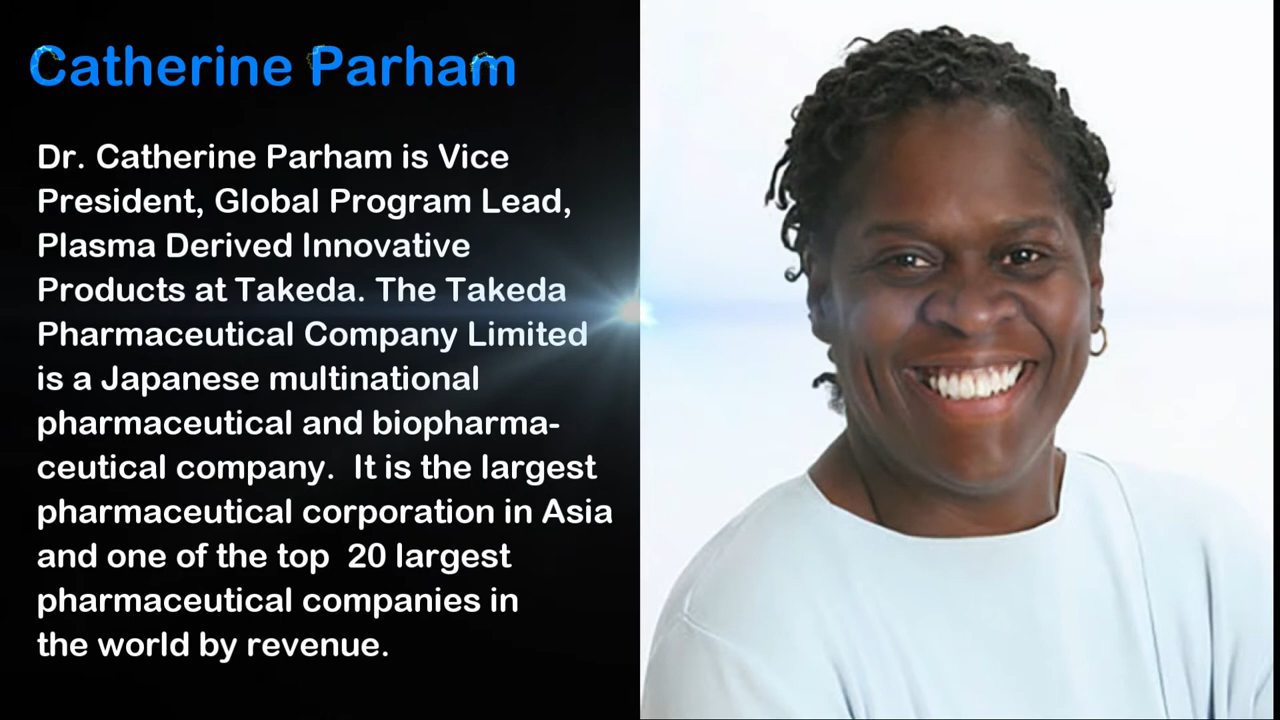 Catherine Parham
Dr. Catherine Parham is Vice
President, Global Program Lead,
Plasma Derived Innovative
Products at Takeda. The Takeda
Pharmaceutical Company Limited
is a Japanese multinational
pharmaceutical and biopharma-
ceutical company.  It is the largest
pharmaceutical corporation in Asia
and one of the top  20 largest
pharmaceutical companies in
the world by revenue.